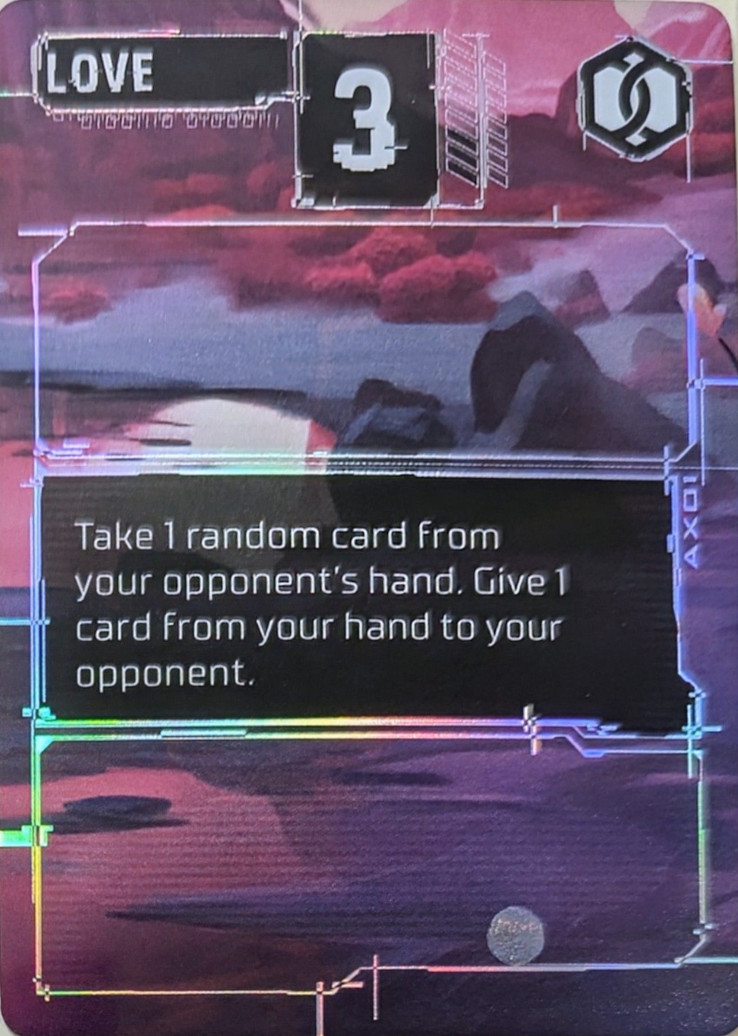 LOVE
3
Take 1 random card from
your opponent's hand. Give 1
card from your hand to your
opponent.
AX01